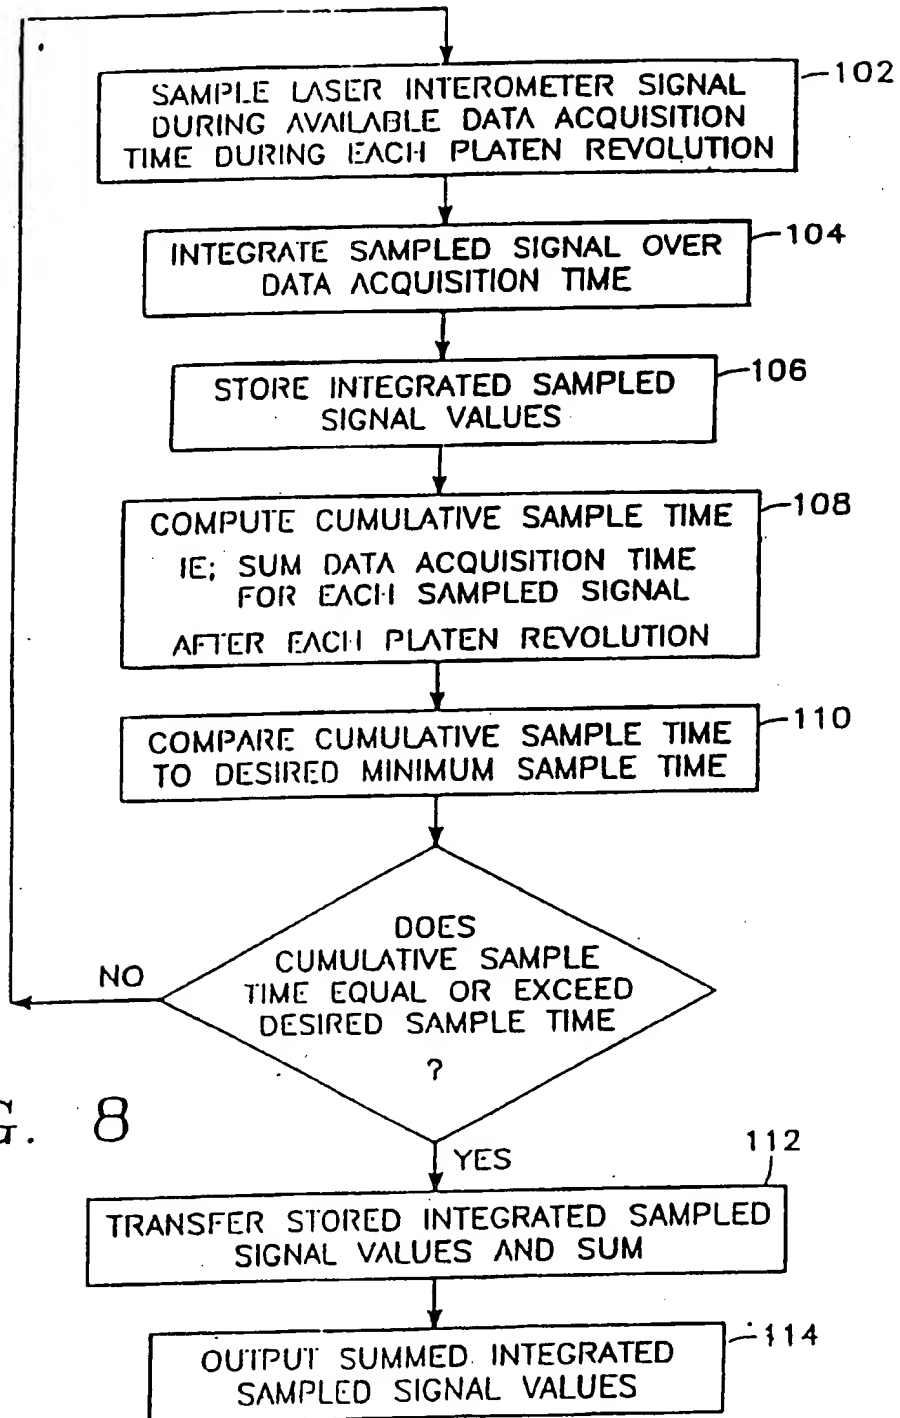 SAMPLE LASER INTEROMETER SIGNAL
DURING AVAILABLE DATA ACQUISITION
TIME DURING EACH PLATEN REVOLUTION
102
INTEGRATE SAMPLED SIGNAL OVER
DATA ACQUISITION TIME
104
STORE INTEGRATED SAMPLED
SIGNAL VALUES
106
COMPUTE CUMULATIVE SAMPLE TIME
IE; SUM DATA ACQUISITION TIME
FOR EACH SAMPLED SIGNAL
AFTER EACH PLATEN REVOLUTION
108
COMPARE CUMULATIVE SAMPLE TIME
TO DESIRED MINIMUM SAMPLE TIME
110
DOES
CUMULATIVE SAMPLE
TIME EQUAL OR EXCEED
DESIRED SAMPLE TIME
?
NO
G. 8
YES
112
TRANSFER STORED INTEGRATED SAMPLED
SIGNAL VALUES AND SUM
OUTPUT SUMMED INTEGRATED
SAMPLED SIGNAL VALUES
114